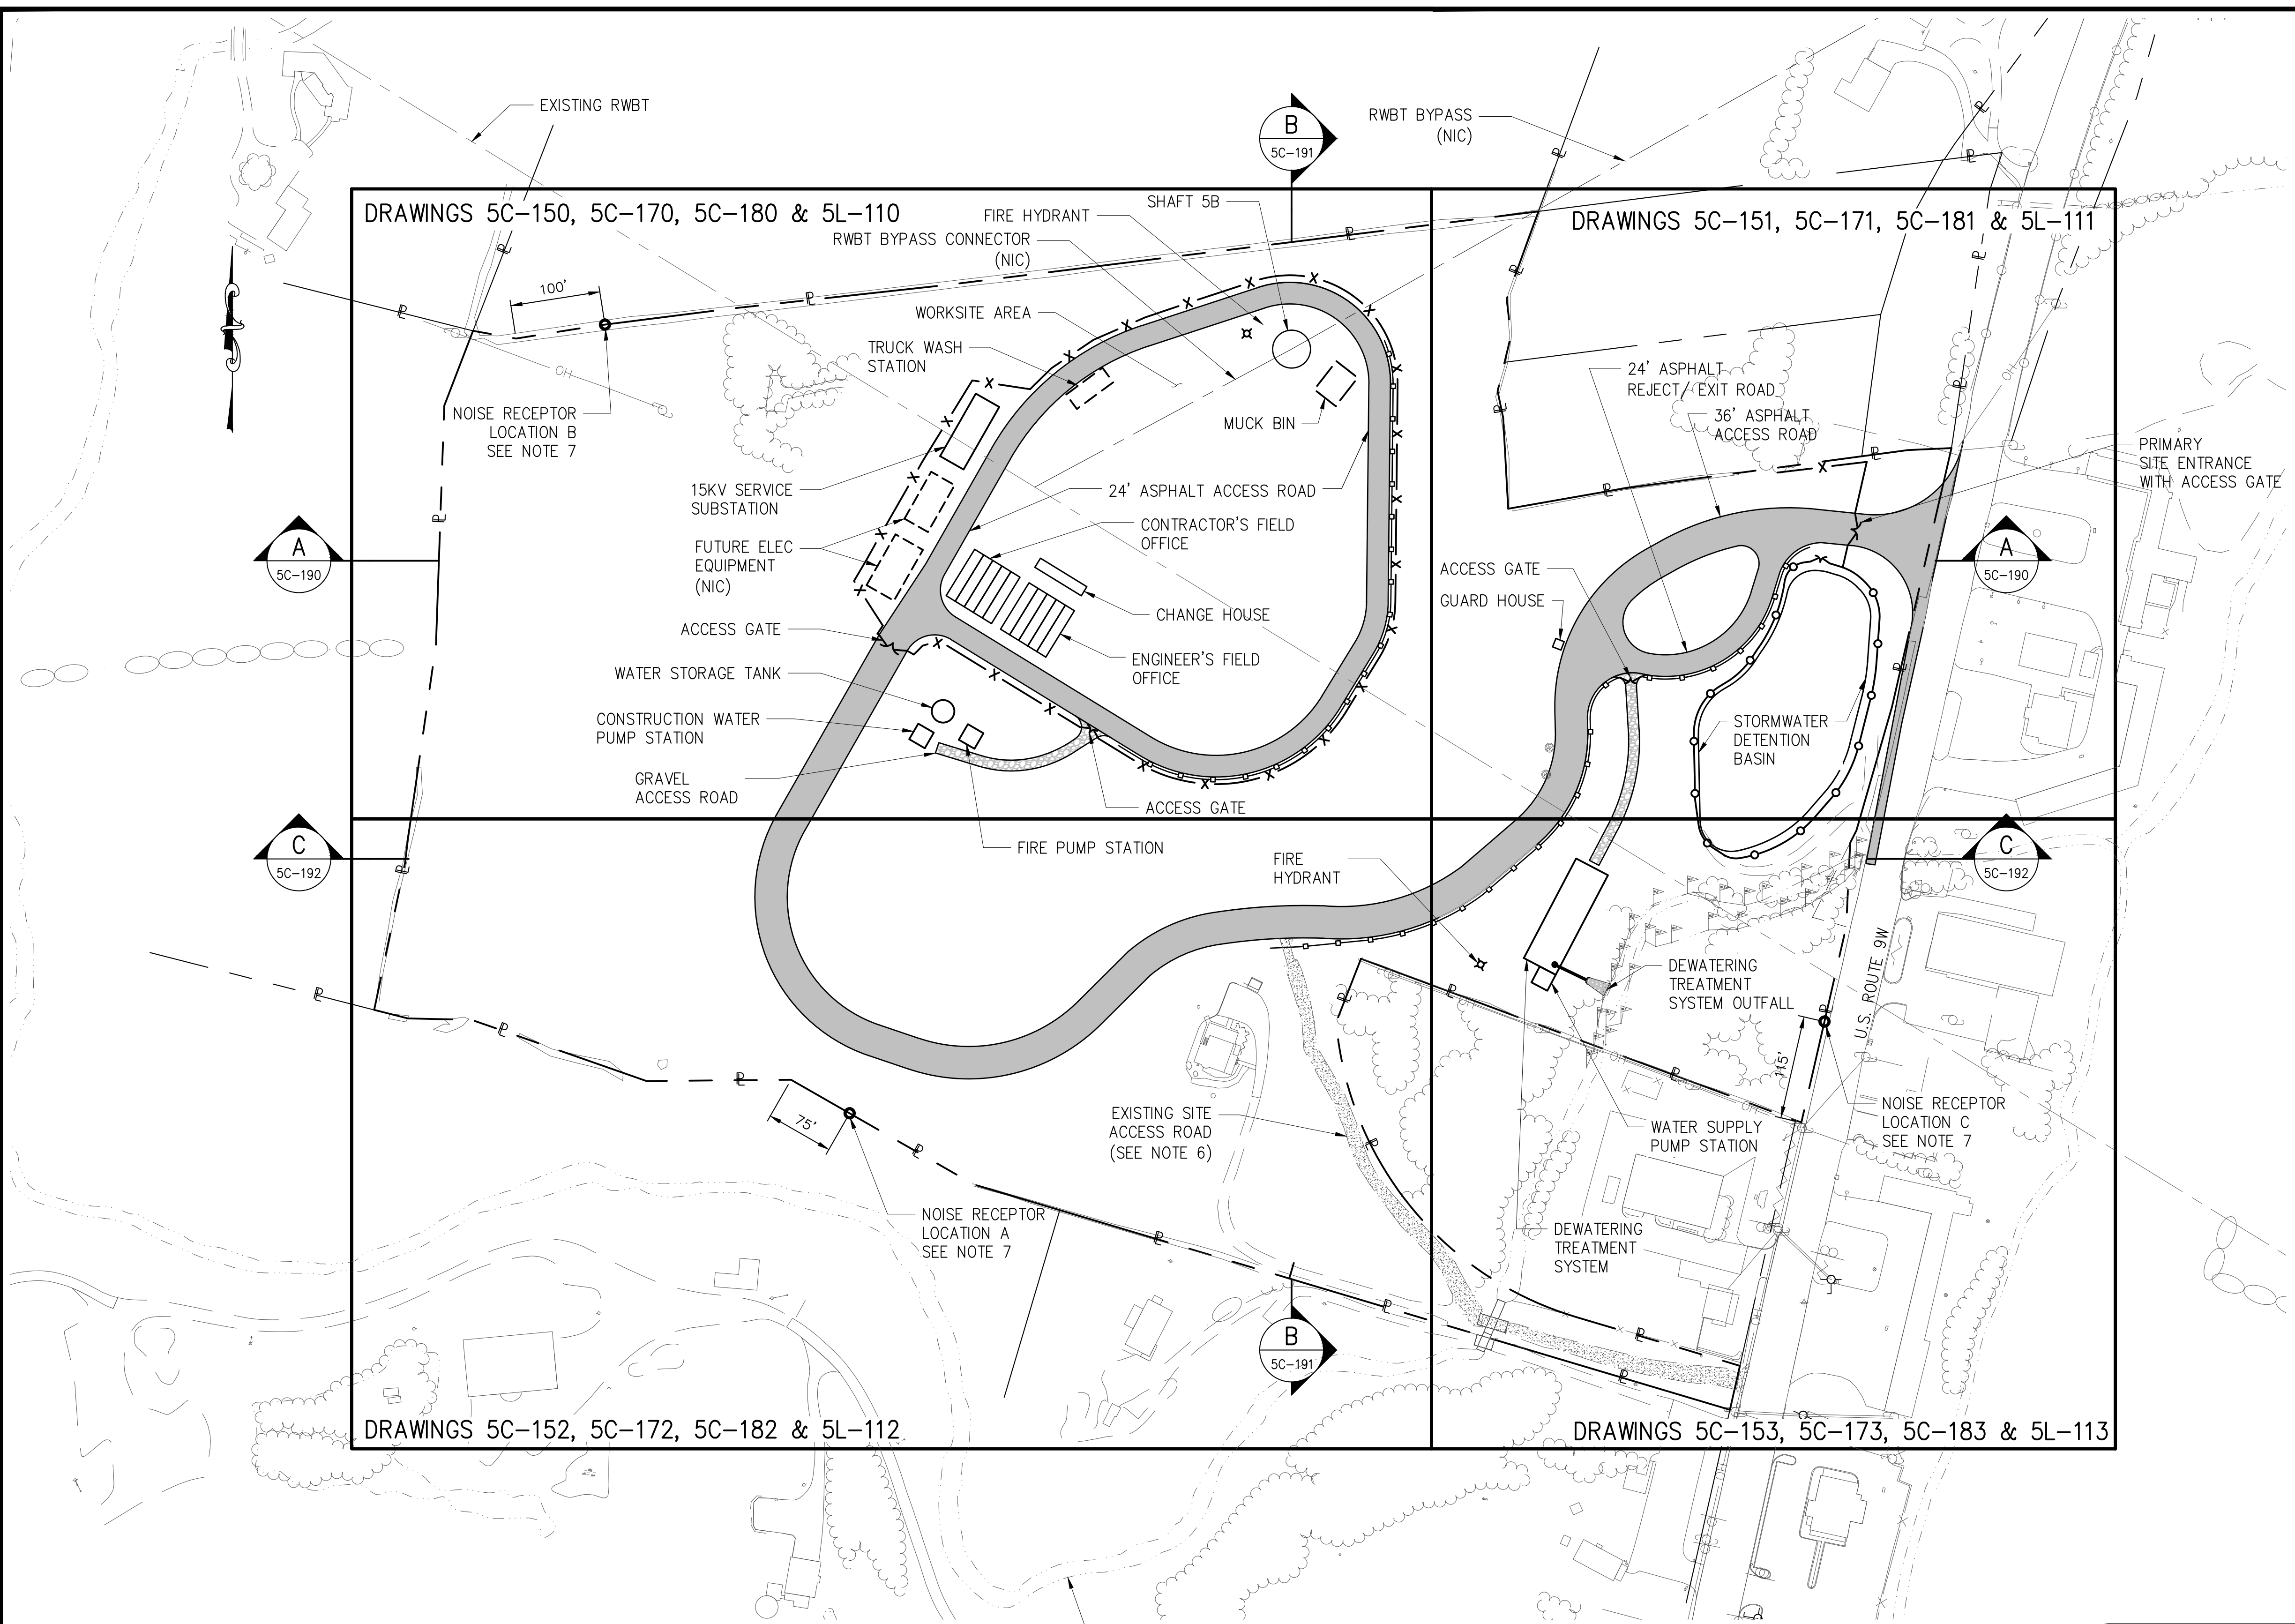 EXISTING RWBT
B
5C-191
RWBT BYPASS
(NIC)
DRAWINGS 5C-150, 5C-170, 5C-180 & 5L-110
DRAWINGS 5C-151, 5C-171, 5C-181 & 5L-111
SHAFT 5B
FIRE HYDRANT
RWBT BYPASS CONNECTOR
(NIC)
100'
WORKSITE AREA
TRUCK WASH
STATION
OH
OH
NOISE RECEPTOR
LOCATION B
SEE NOTE 7
MUCK BIN
24' ASPHALT
REJECT/ EXIT ROAD
36' ASPHALT
ACCESS ROAD
PRIMARY
SITE ENTRANCE
WITH ACCESS GATE
15KV SERVICE
SUBSTATION
24' ASPHALT ACCESS ROAD
CONTRACTOR'S FIELD
OFFICE
FUTURE ELEC
EQUIPMENT
(NIC)
A
5C-190
A
5C-190
ACCESS GATE
GUARD HOUSE
CHANGE HOUSE
ACCESS GATE
ENGINEER'S FIELD
OFFICE
WATER STORAGE TANK
CONSTRUCTION WATER
PUMP STATION
STORMWATER
DETENTION
BASIN
GRAVEL
ACCESS ROAD
ACCESS GATE
FIRE PUMP STATION
C
5C-192
C
5C-192
FIRE
HYDRANT
U.S. ROUTE 9W
DEWATERING
TREATMENT
SYSTEM OUTFALL
115'
75'
EXISTING SITE
ACCESS ROAD
(SEE NOTE 6)
WATER SUPPLY
PUMP STATION
NOISE RECEPTOR
LOCATION C
SEE NOTE 7
NOISE RECEPTOR
LOCATION A
SEE NOTE 7
DEWATERING
TREATMENT
SYSTEM
B
5C-191
DRAWINGS 5C-152, 5C-172, 5C-182 & 5L-112
DRAWINGS 5C-153, 5C-173, 5C-183 & 5L-113